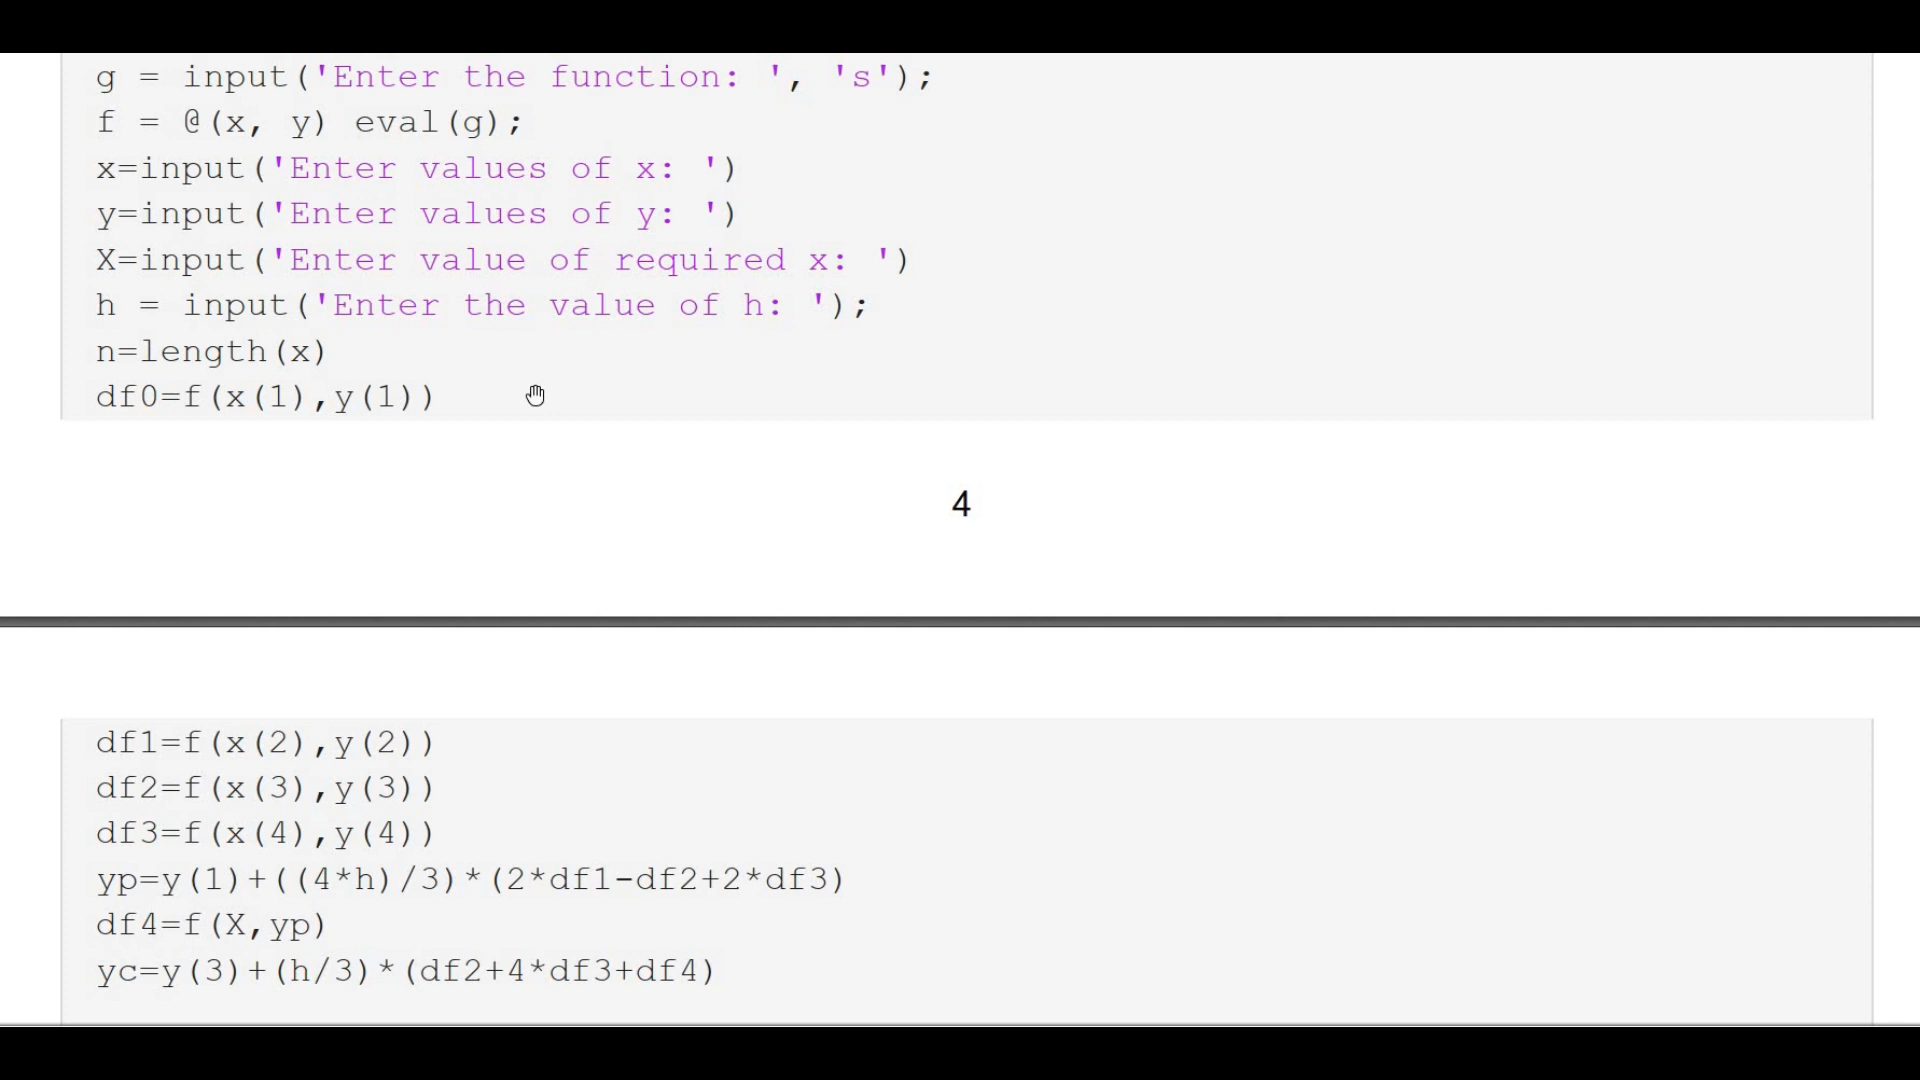 g = input('Enter the function: ', 's');
f = @(x, y) eval(g);
x=input('Enter values of x: ')
y=input('Enter values of y: ')
X=input('Enter value of required x: ')
h = input('Enter the value of h: ');
n=length(x)
df0=f(x(1),y(1))
4
df1=f(x(2),y(2))
df2=f(x(3),y(3))
df3=f(x(4),y(4))
yp=y(1)+((4*h)/3)*(2*df1-df2+2*df3)
df4=f(X,yp)
yc=y(3)+(h/3)*(df2+4*df3+df4)